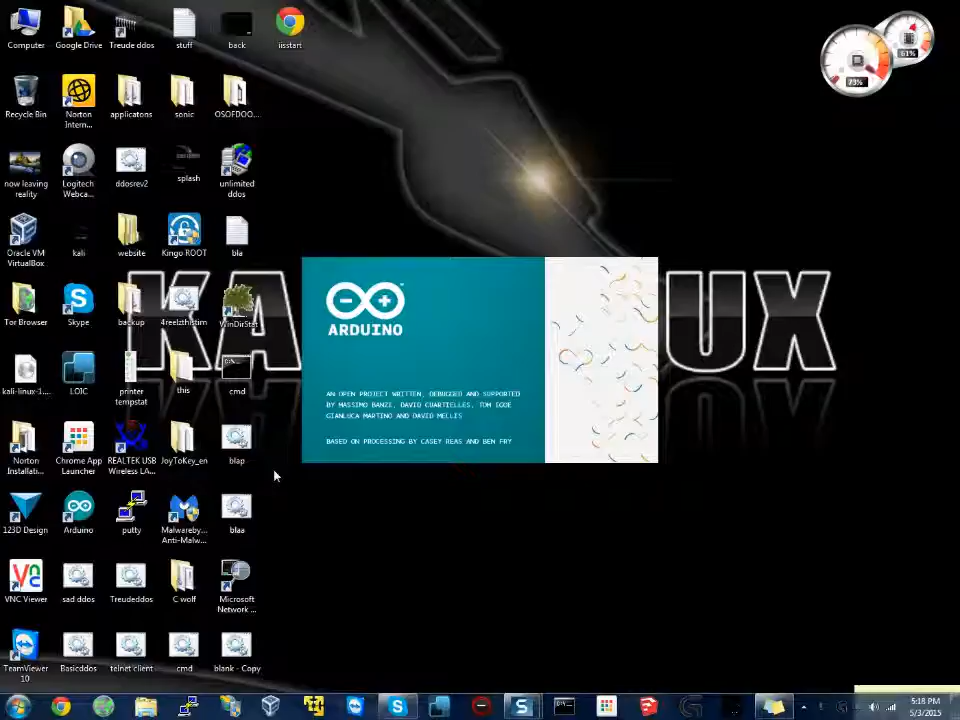 Computer
Google Drive
Treude ddos
stuff
back
iisstart
73%
61%
Recycle Bin
Norton
Intern...
applicatons
sonic
OSOFDOO...
now leaving
reality
Logitech
Webca...
ddosrev2
splash
unlimited
ddos
Oracle VM
VirtualBox
kali
website
Kingo ROOT
bla
Tor Browser
Skype
backup
4reelzthistim
WinDirStat
KA
UX
ARDUINO
AN OPEN PROJECT WRITTEN, DEBUGGED AND SUPPORTED
BY MASSIMO BANZI, DAVID CUARTIELLES, TOM IGOE
GIANLUCA MARTINO AND DAVID MELLIS
BASED ON PROCESSING BY CASEY REAS AND BEN FRY
kali-linux-1....
LOIC
printer
tempstat
this
cmd
Norton
Installati...
Chrome App
Launcher
REALTEK USB
Wireless LA...
JoyToKey_en
blap
123D Design
Arduino
putty
Malwareby...
Anti-Malw...
blaa
VNC Viewer
sad ddos
Treudeddos
C wolf
Microsoft
Network ...
TeamViewer
10
Basicddos
telnet client
cmd
blank - Copy
5:18 PM
5/3/2015